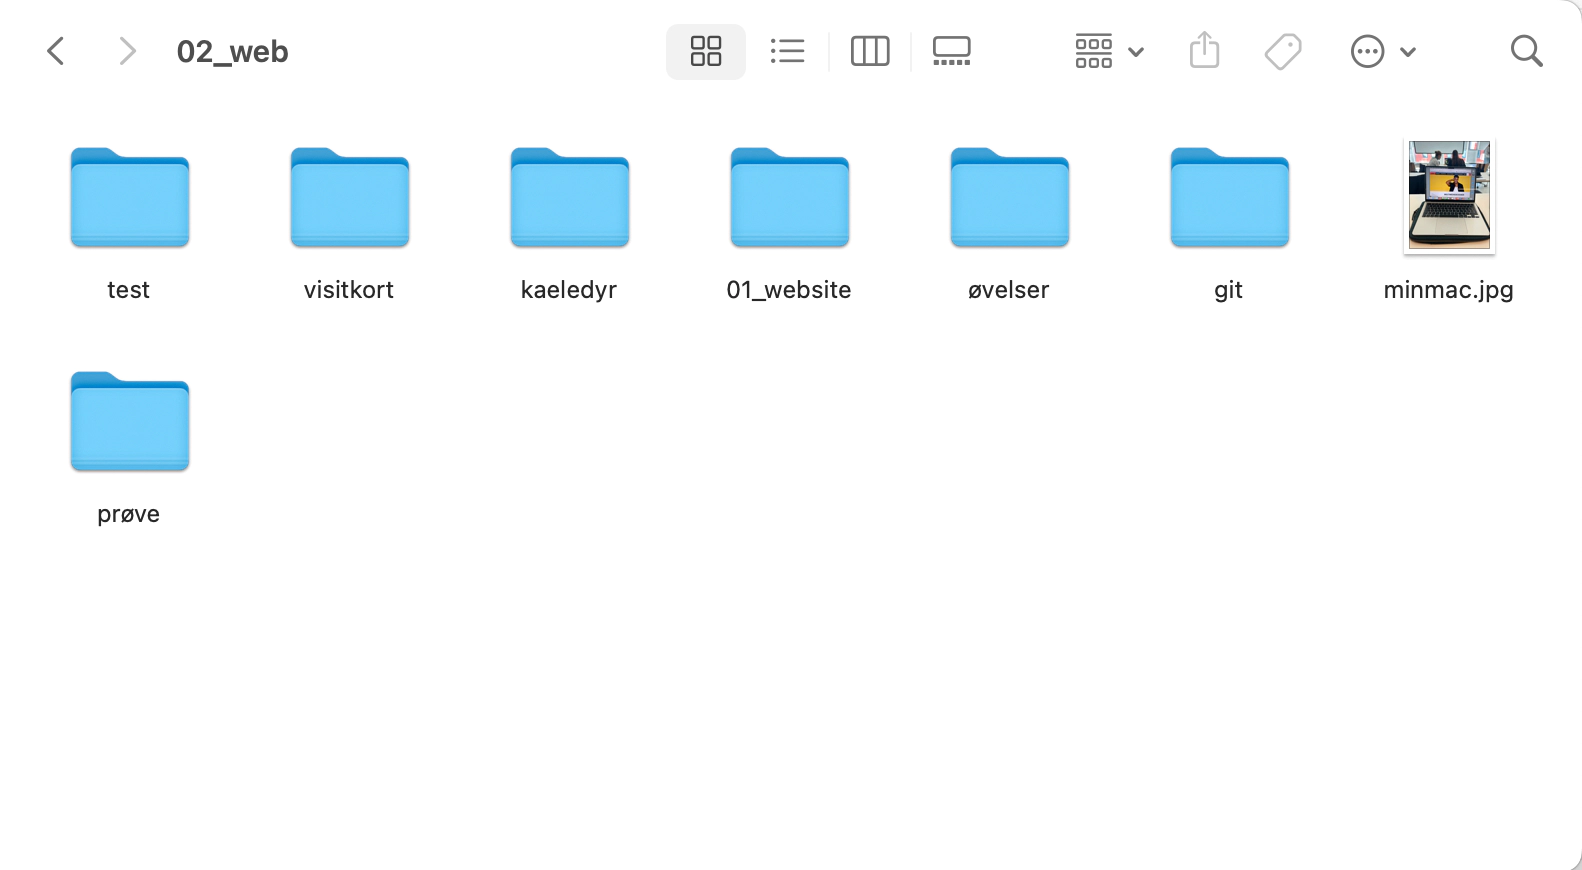 02_web
test
visitkort
kaeledyr
01_website
øvelser
git
minmac.jpg
prøve